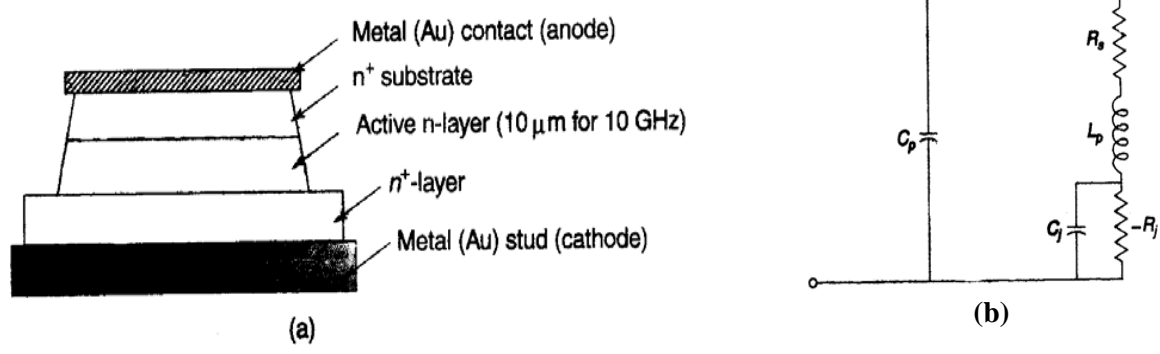 Metal (Au) contact (anode)
n⁺ substrate
Active n-layer (10 μm for 10 GHz)
n⁺-layer
Metal (Au) stud (cathode)
(a)
Rs
Cp
Lp
Cj
-Rj
(b)